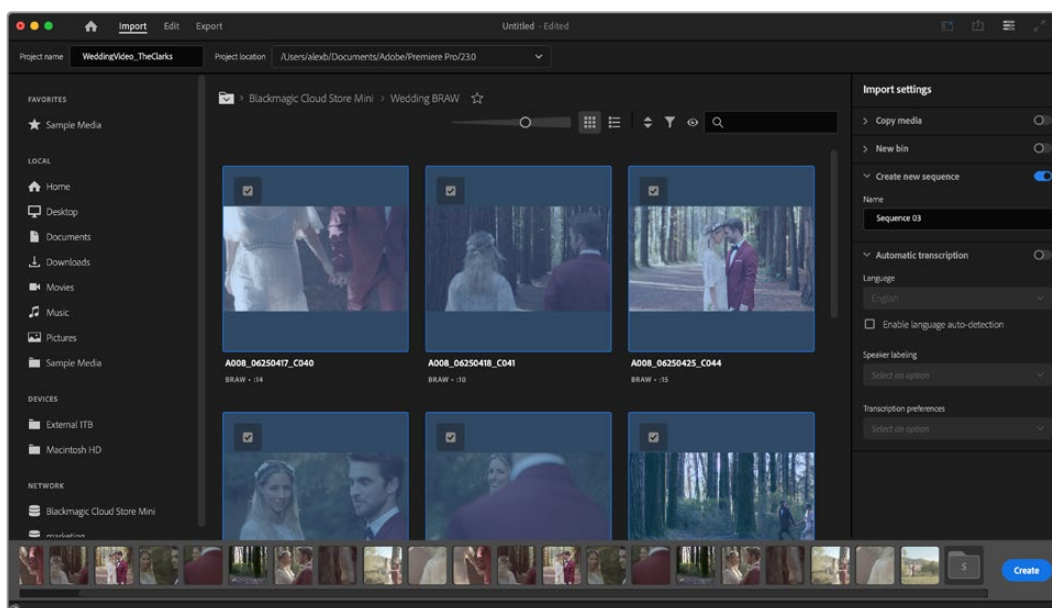 Import Edit Export Untitled - Edited
Project name WeddingVideo_TheClarks Project location /Users/alexb/Documents/Adobe/Premiere Pro/23.0
FAVORITES
Sample Media
LOCAL
Home
Desktop
Documents
Downloads
Movies
Music
Pictures
Sample Media
DEVICES
External 1TB
Macintosh HD
NETWORK
Blackmagic Cloud Store Mini
marketing
> Blackmagic Cloud Store Mini > Wedding BRAW
A008_06250417_C040 A008_06250418_C041 A008_06250425_C044
BRAW • :14 BRAW • :10 BRAW • :15
Import settings
Copy media
New bin
Create new sequence
Name
Sequence 03
Automatic transcription
Language
English
Enable language auto-detection
Speaker labeling
Select an option
Transcription preferences
Select an option
S
Create